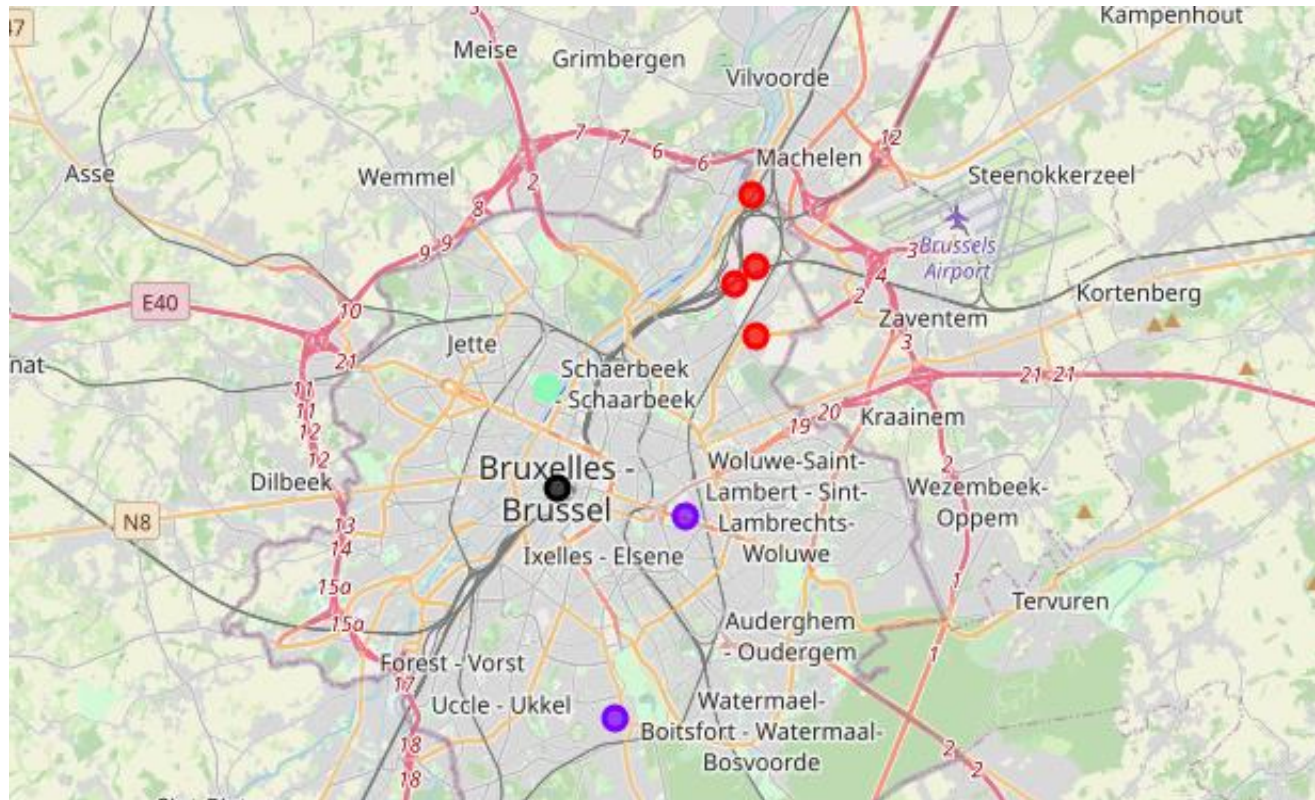 Kampenhout
47
Meise
Grimbergen
Vilvoorde
7
7
6
6
12
Machelen
Asse
Wemmel
2
Steenokkerzeel
8
9 9
3
Brussels
Airport
4
2
E40
10
Kortenberg
Zaventem
Jette
3
21
nat
Schaerbeek
- Schaarbeek
21 21
11
11
12
12
20
19
Kraainem
Bruxelles -
Brussel
Dilbeek
Woluwe-Saint-
Lambert - Sint-
Lambrechts-
Woluwe
2
Wezembeek-
Oppem
N8
13
14
Ixelles - Elsene
15a
15a
1
Tervuren
Auderghem
- Oudergem
1
Forest - Vorst
17
Uccle - Ukkel
Watermael-
Boitsfort - Watermaal-
Bosvoorde
18
18
2
2